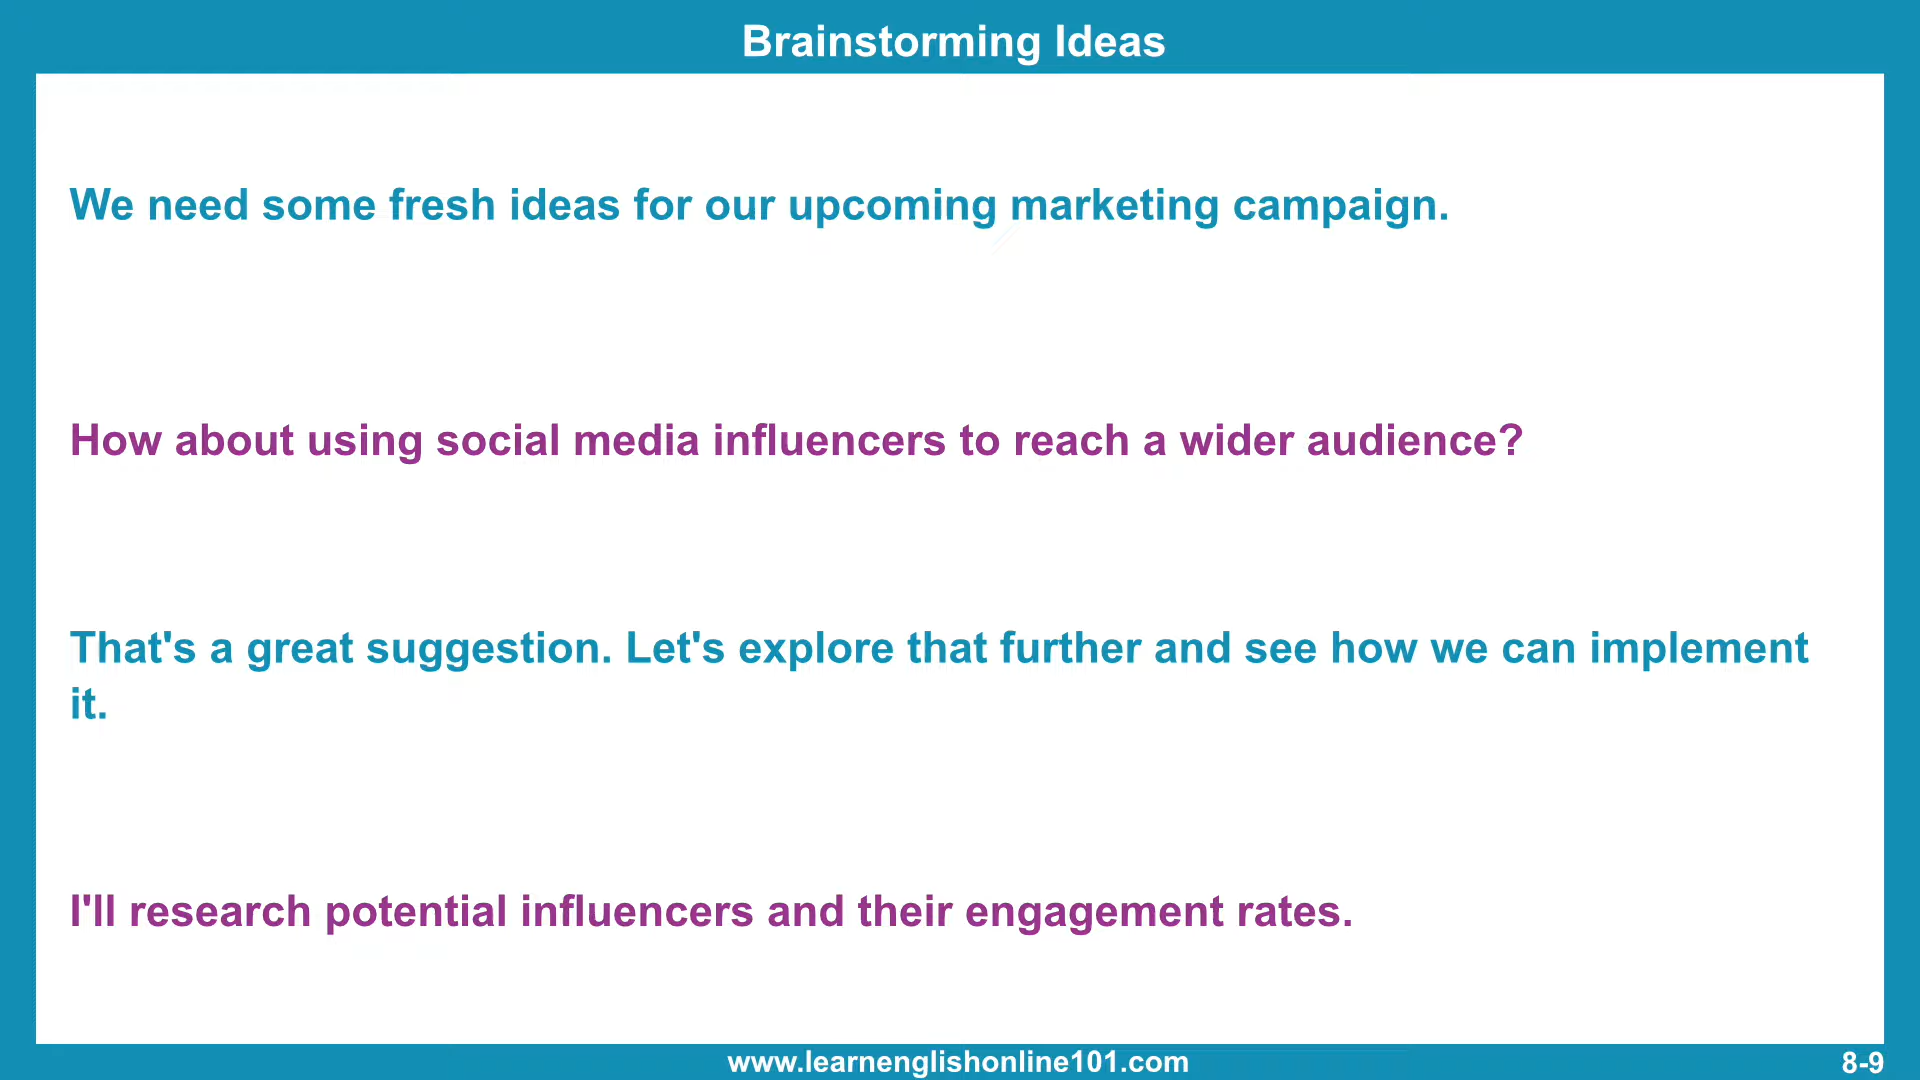 Brainstorming Ideas
We need some fresh ideas for our upcoming marketing campaign.
How about using social media influencers to reach a wider audience?
That's a great suggestion. Let's explore that further and see how we can implement
it.
I'll research potential influencers and their engagement rates.
www.learnenglishonline101.com
8-9